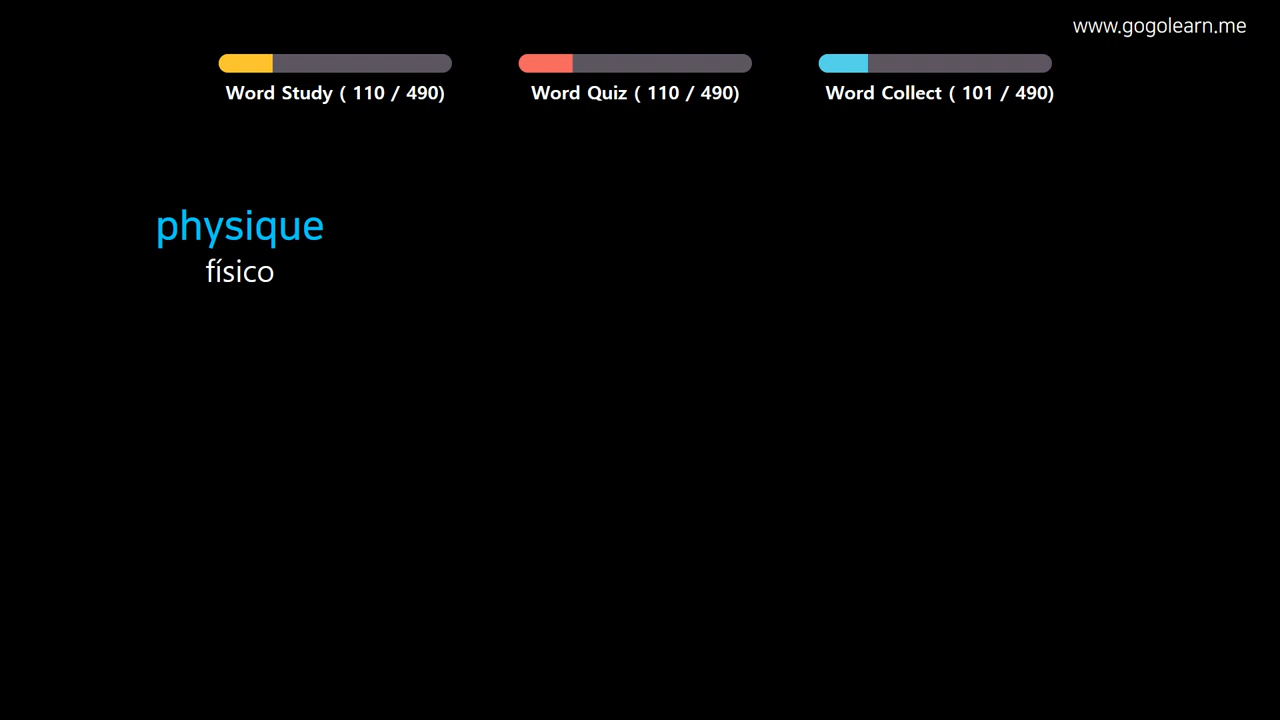 www.gogolearn.me
Word Study ( 110 / 490)
Word Quiz ( 110 / 490)
Word Collect ( 101 / 490)
physique
físico